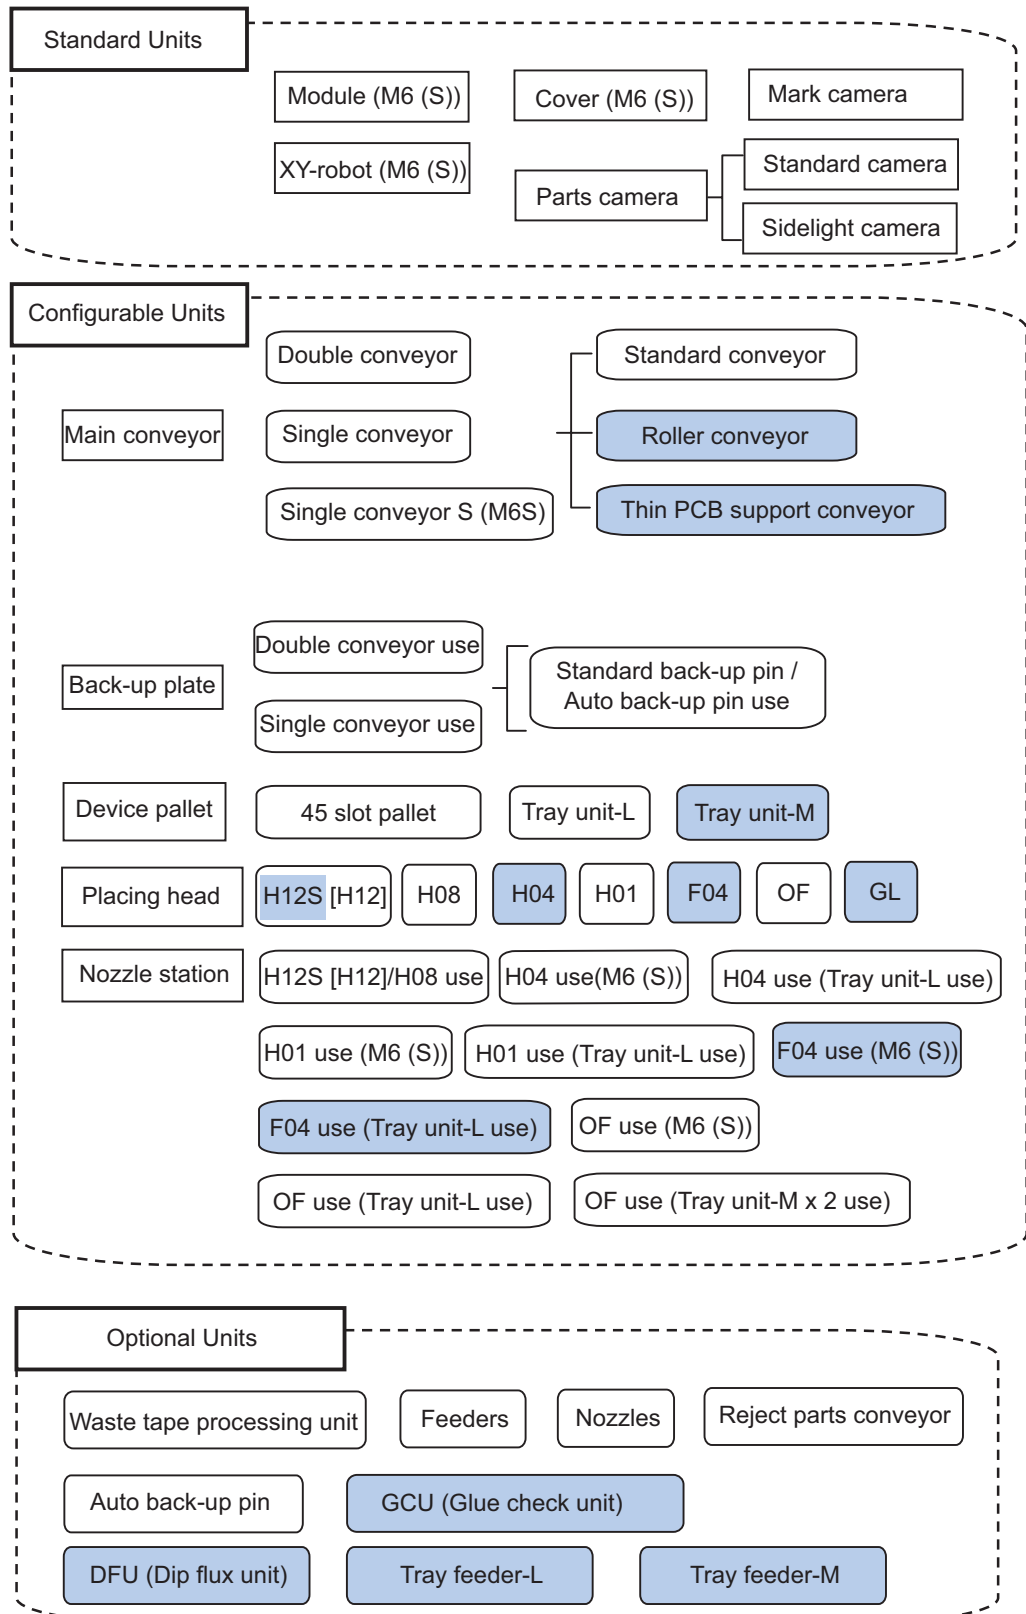 Standard Units
Module (M6 (S))
Cover (M6 (S))
Mark camera
XY-robot (M6 (S))
Parts camera
Standard camera
Sidelight camera
Configurable Units
Main conveyor
Double conveyor
Single conveyor
Single conveyor S (M6S)
Standard conveyor
Roller conveyor
Thin PCB support conveyor
Back-up plate
Double conveyor use
Single conveyor use
Standard back-up pin /
Auto back-up pin use
Device pallet
45 slot pallet
Tray unit-L
Tray unit-M
Placing head
H12S [H12]
H08
H04
H01
F04
OF
GL
Nozzle station
H12S [H12]/H08 use
H04 use(M6 (S))
H04 use (Tray unit-L use)
H01 use (M6 (S))
H01 use (Tray unit-L use)
F04 use (M6 (S))
F04 use (Tray unit-L use)
OF use (M6 (S))
OF use (Tray unit-L use)
OF use (Tray unit-M x 2 use)
Optional Units
Waste tape processing unit
Feeders
Nozzles
Reject parts conveyor
Auto back-up pin
GCU (Glue check unit)
DFU (Dip flux unit)
Tray feeder-L
Tray feeder-M